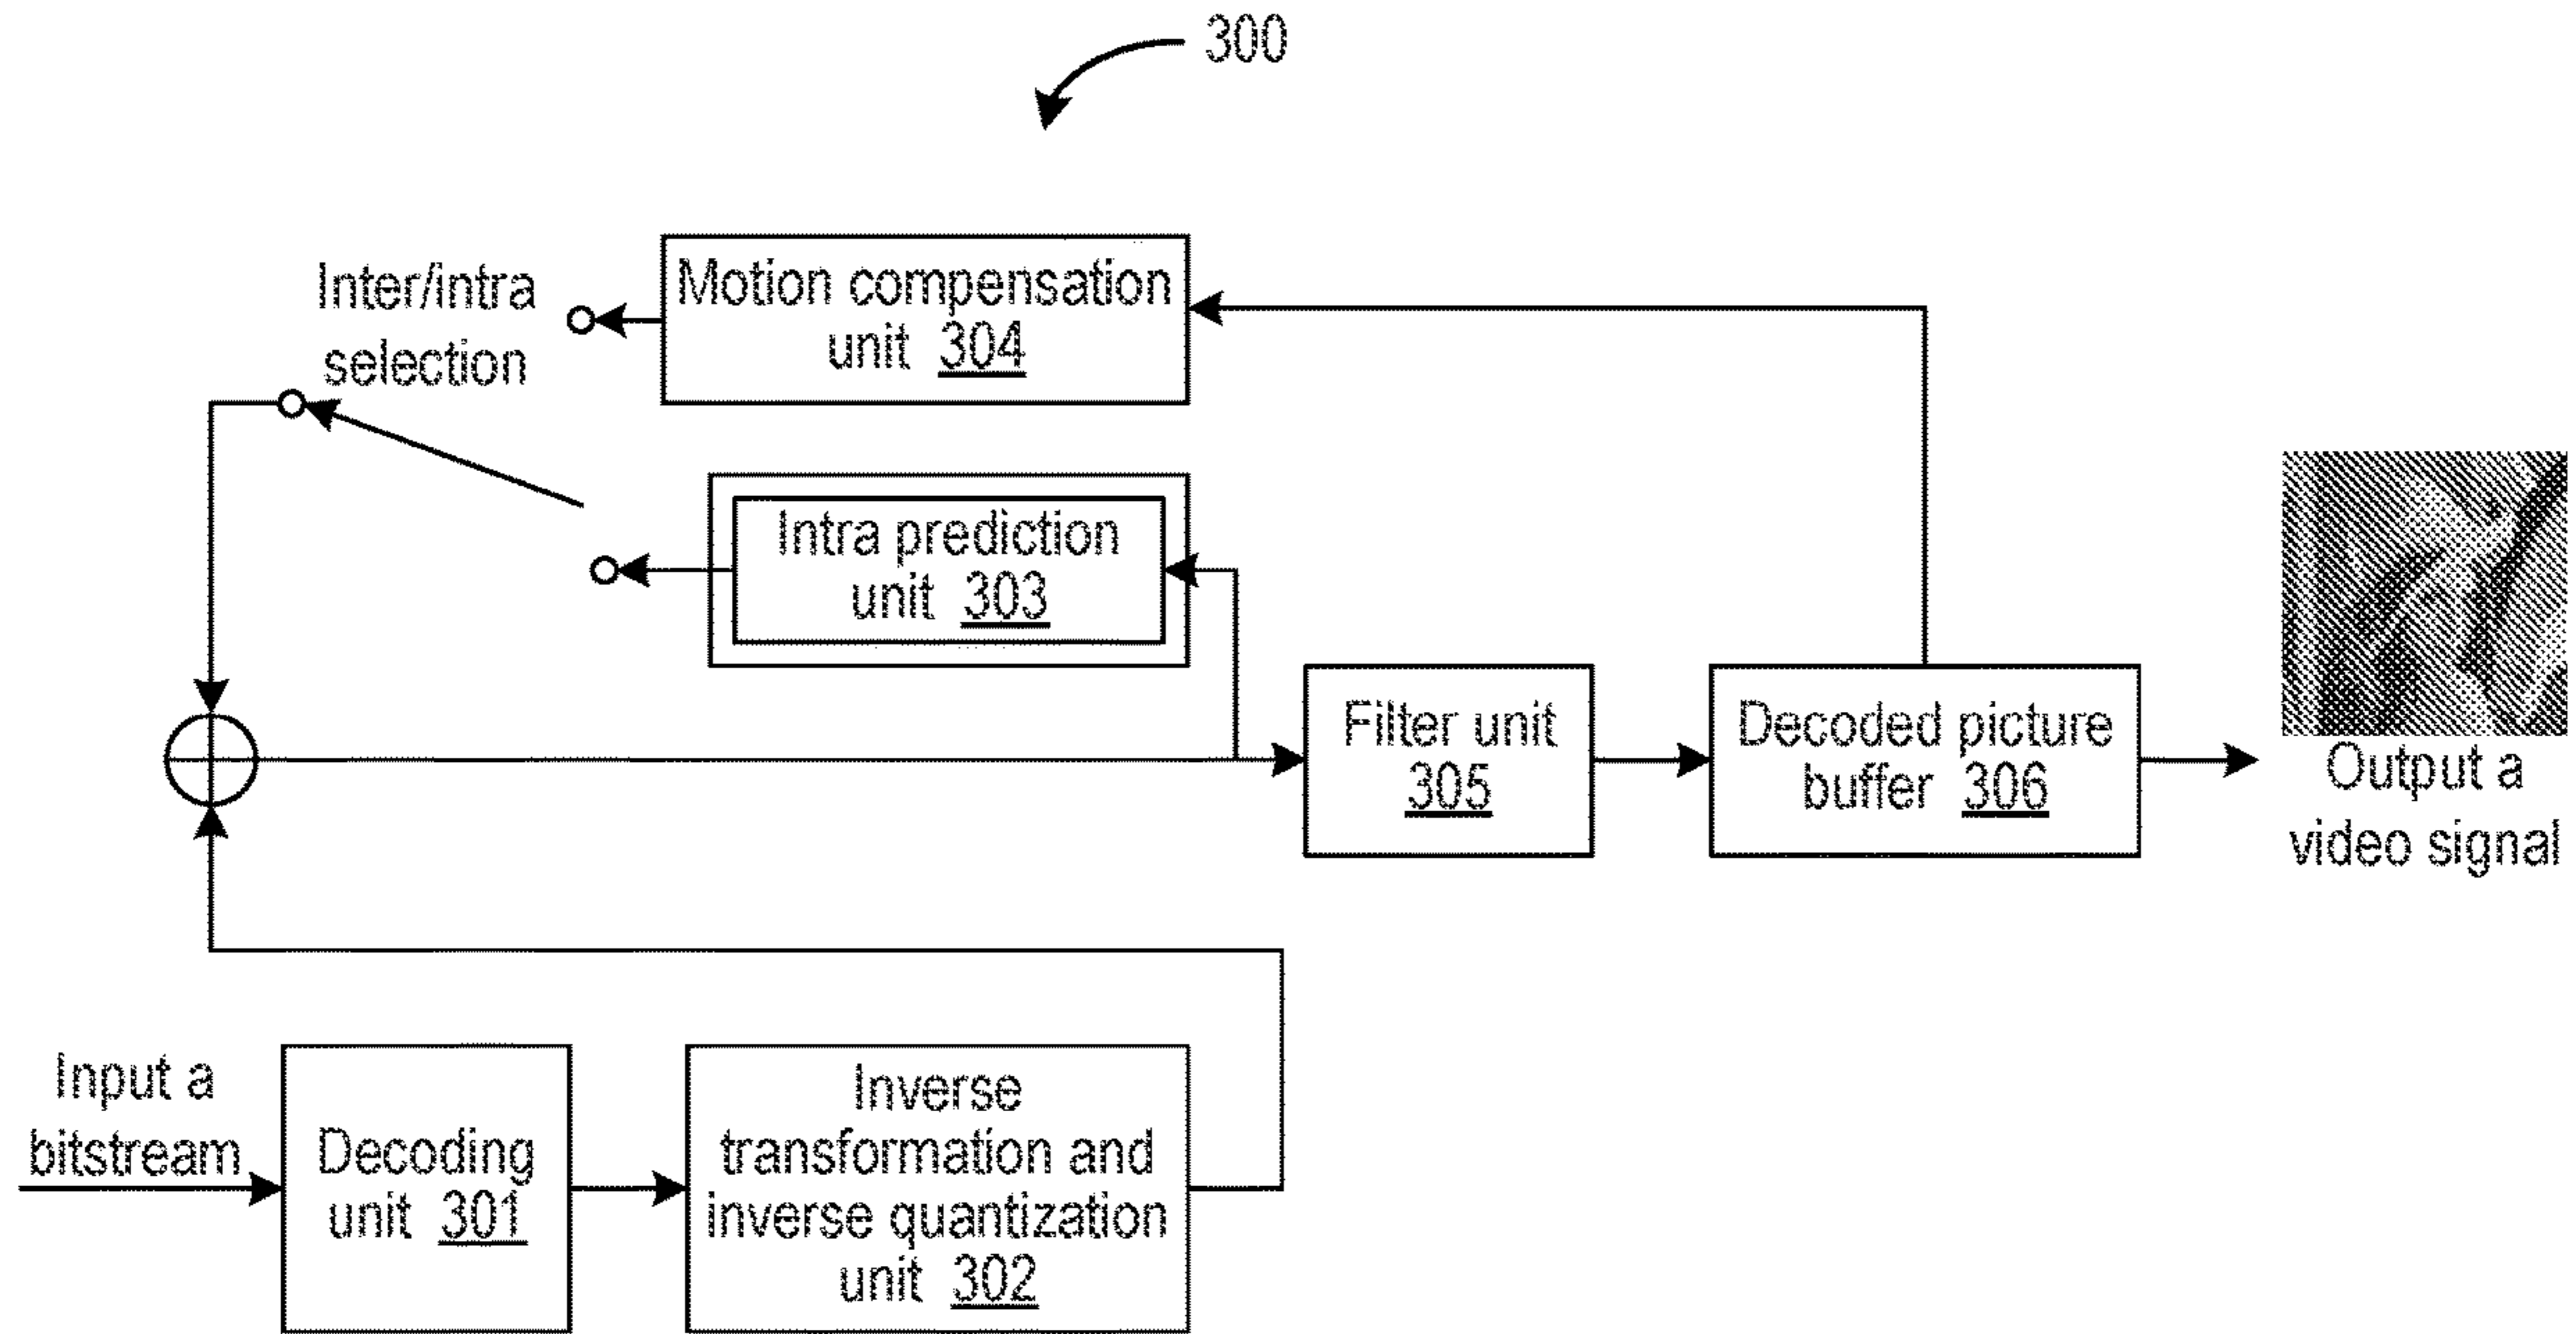 300
Inter/intra
selection
Motion compensation
unit 304
Intra prediction
unit 303
Filter unit
305
Decoded picture
buffer 306
Output a
video signal
Input a
bitstream
Decoding
unit 301
Inverse
transformation and
inverse quantization
unit 302